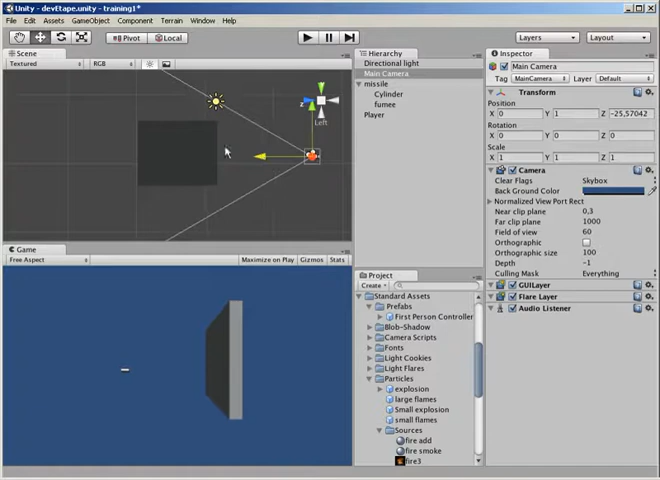 Unity - devEtape.unity - training1*
File Edit Assets GameObject Component Terrain Window Help
Pivot Local Layers Layout
Scene
Textured RGB
y
z
Left
Game
Free Aspect Maximize on Play Gizmos Stats
Hierarchy
Directional light
Main Camera
missile
Cylinder
fumee
Player
Project
Create
Standard Assets
Prefabs
First Person Controller
Blob-Shadow
Camera Scripts
Fonts
Light Cookies
Light Flares
Particles
explosion
large flames
Small explosion
small flames
Sources
fire add
fire smoke
fire3
Inspector
Main Camera
Tag MainCamera Layer Default
Transform
Position
X 0 Y 1 Z -25,57042
Rotation
X 0 Y 0 Z 0
Scale
X 1 Y 1 Z 1
Camera
Clear Flags Skybox
Back Ground Color
Normalized View Port Rect
Near clip plane 0,3
Far clip plane 1000
Field of view 60
Orthographic
Orthographic size 100
Depth -1
Culling Mask Everything
GUILayer
Flare Layer
Audio Listener